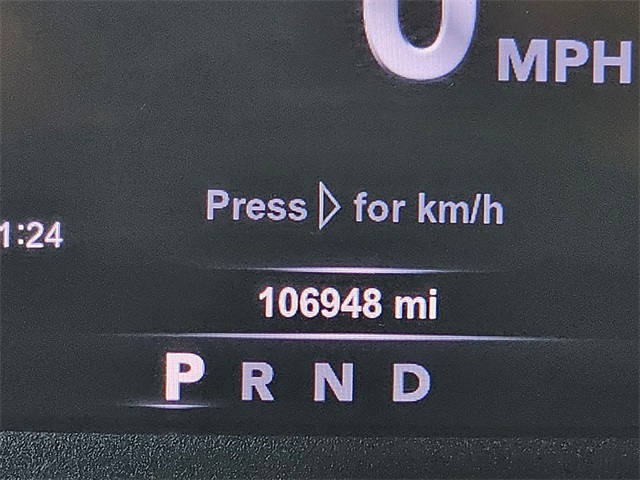 0 MPH
Press ▷ for km/h
1:24
106948 mi
P R N D